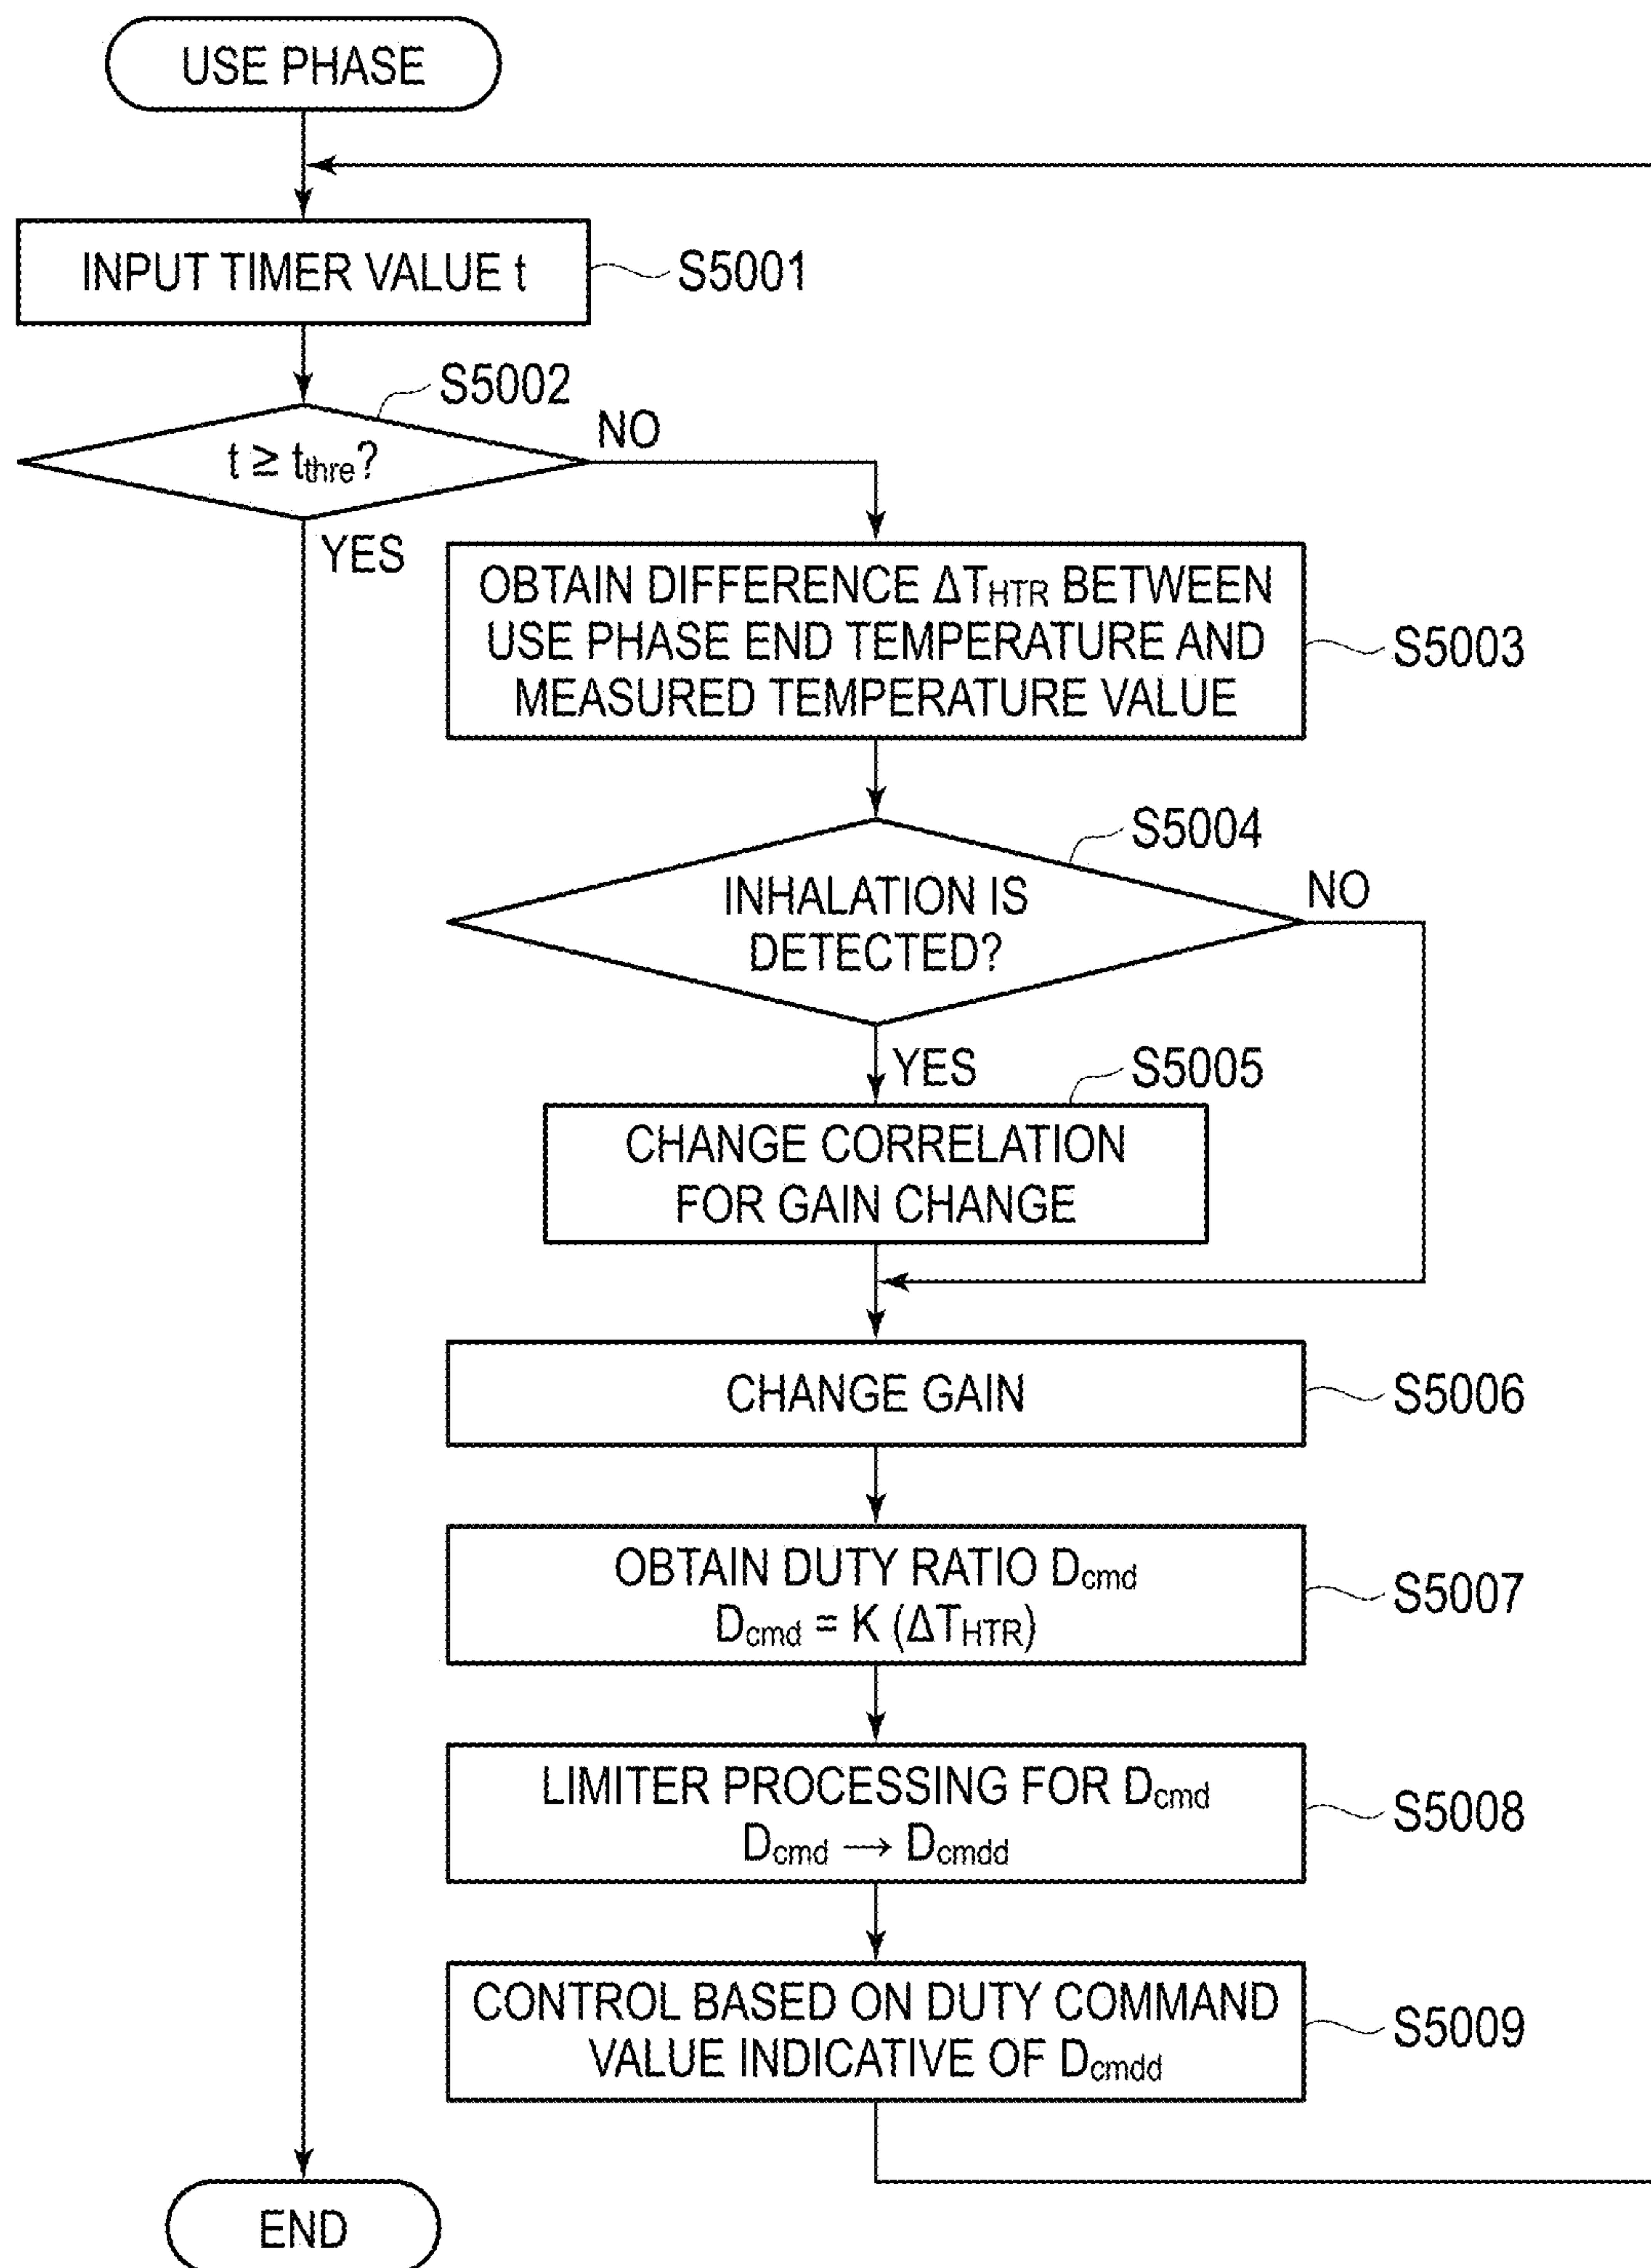 USE PHASE
INPUT TIMER VALUE t
S5001
S5002
t ≥ tthre?
NO
YES
OBTAIN DIFFERENCE ΔTHTR BETWEEN
USE PHASE END TEMPERATURE AND
MEASURED TEMPERATURE VALUE
S5003
S5004
INHALATION IS
DETECTED?
NO
YES
S5005
CHANGE CORRELATION
FOR GAIN CHANGE
CHANGE GAIN
S5006
OBTAIN DUTY RATIO Dcmd
Dcmd = K (ΔTHTR)
S5007
LIMITER PROCESSING FOR Dcmd
Dcmd → Dcmdd
S5008
CONTROL BASED ON DUTY COMMAND
VALUE INDICATIVE OF Dcmdd
S5009
END